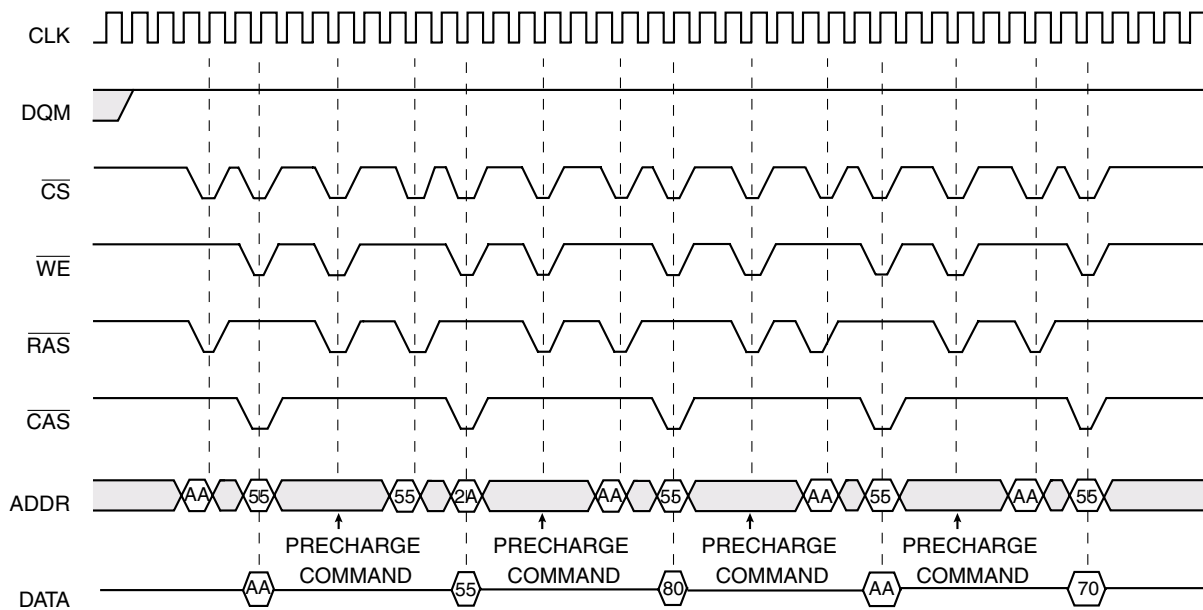 CLK
DQM
CS
WE
RAS
CAS
ADDR AA 55 55 2A AA 55 AA 55 AA 55
PRECHARGE COMMAND PRECHARGE COMMAND PRECHARGE COMMAND PRECHARGE COMMAND
DATA AA 55 80 AA 70